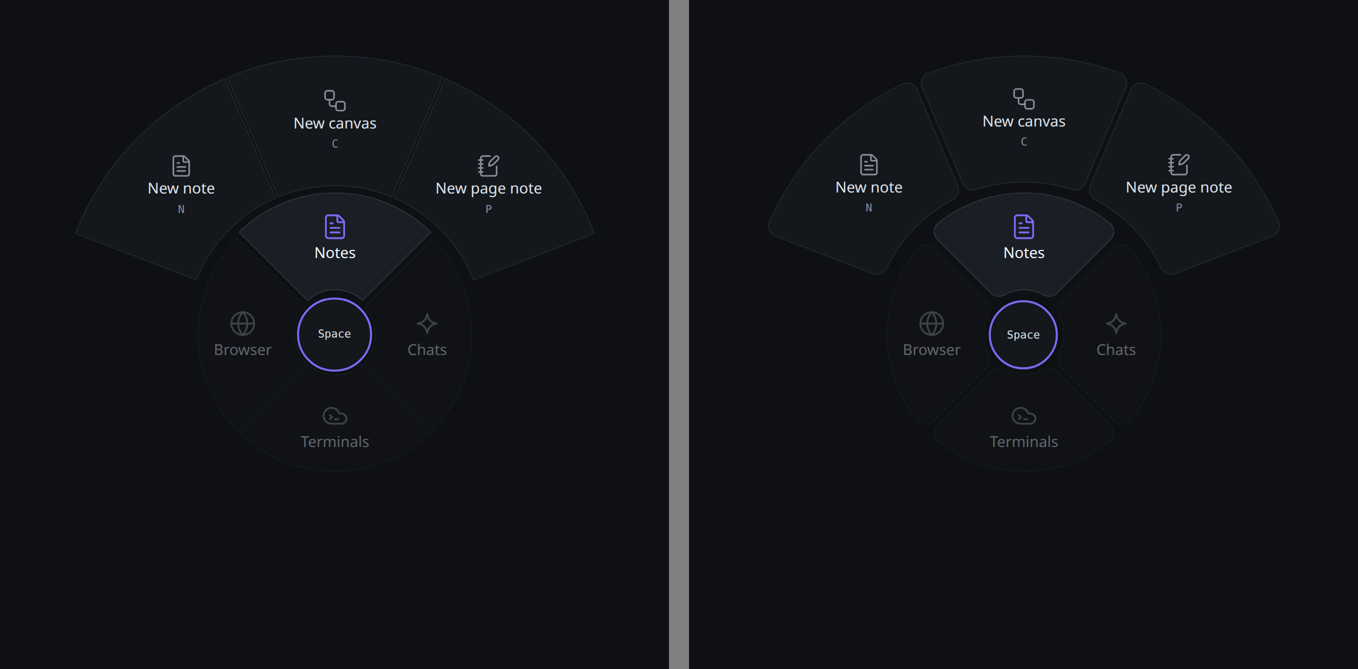 New canvas
C
New note
N
New page note
P
Notes
Browser
Space
Chats
Terminals
New canvas
C
New note
N
New page note
P
Notes
Browser
Space
Chats
Terminals